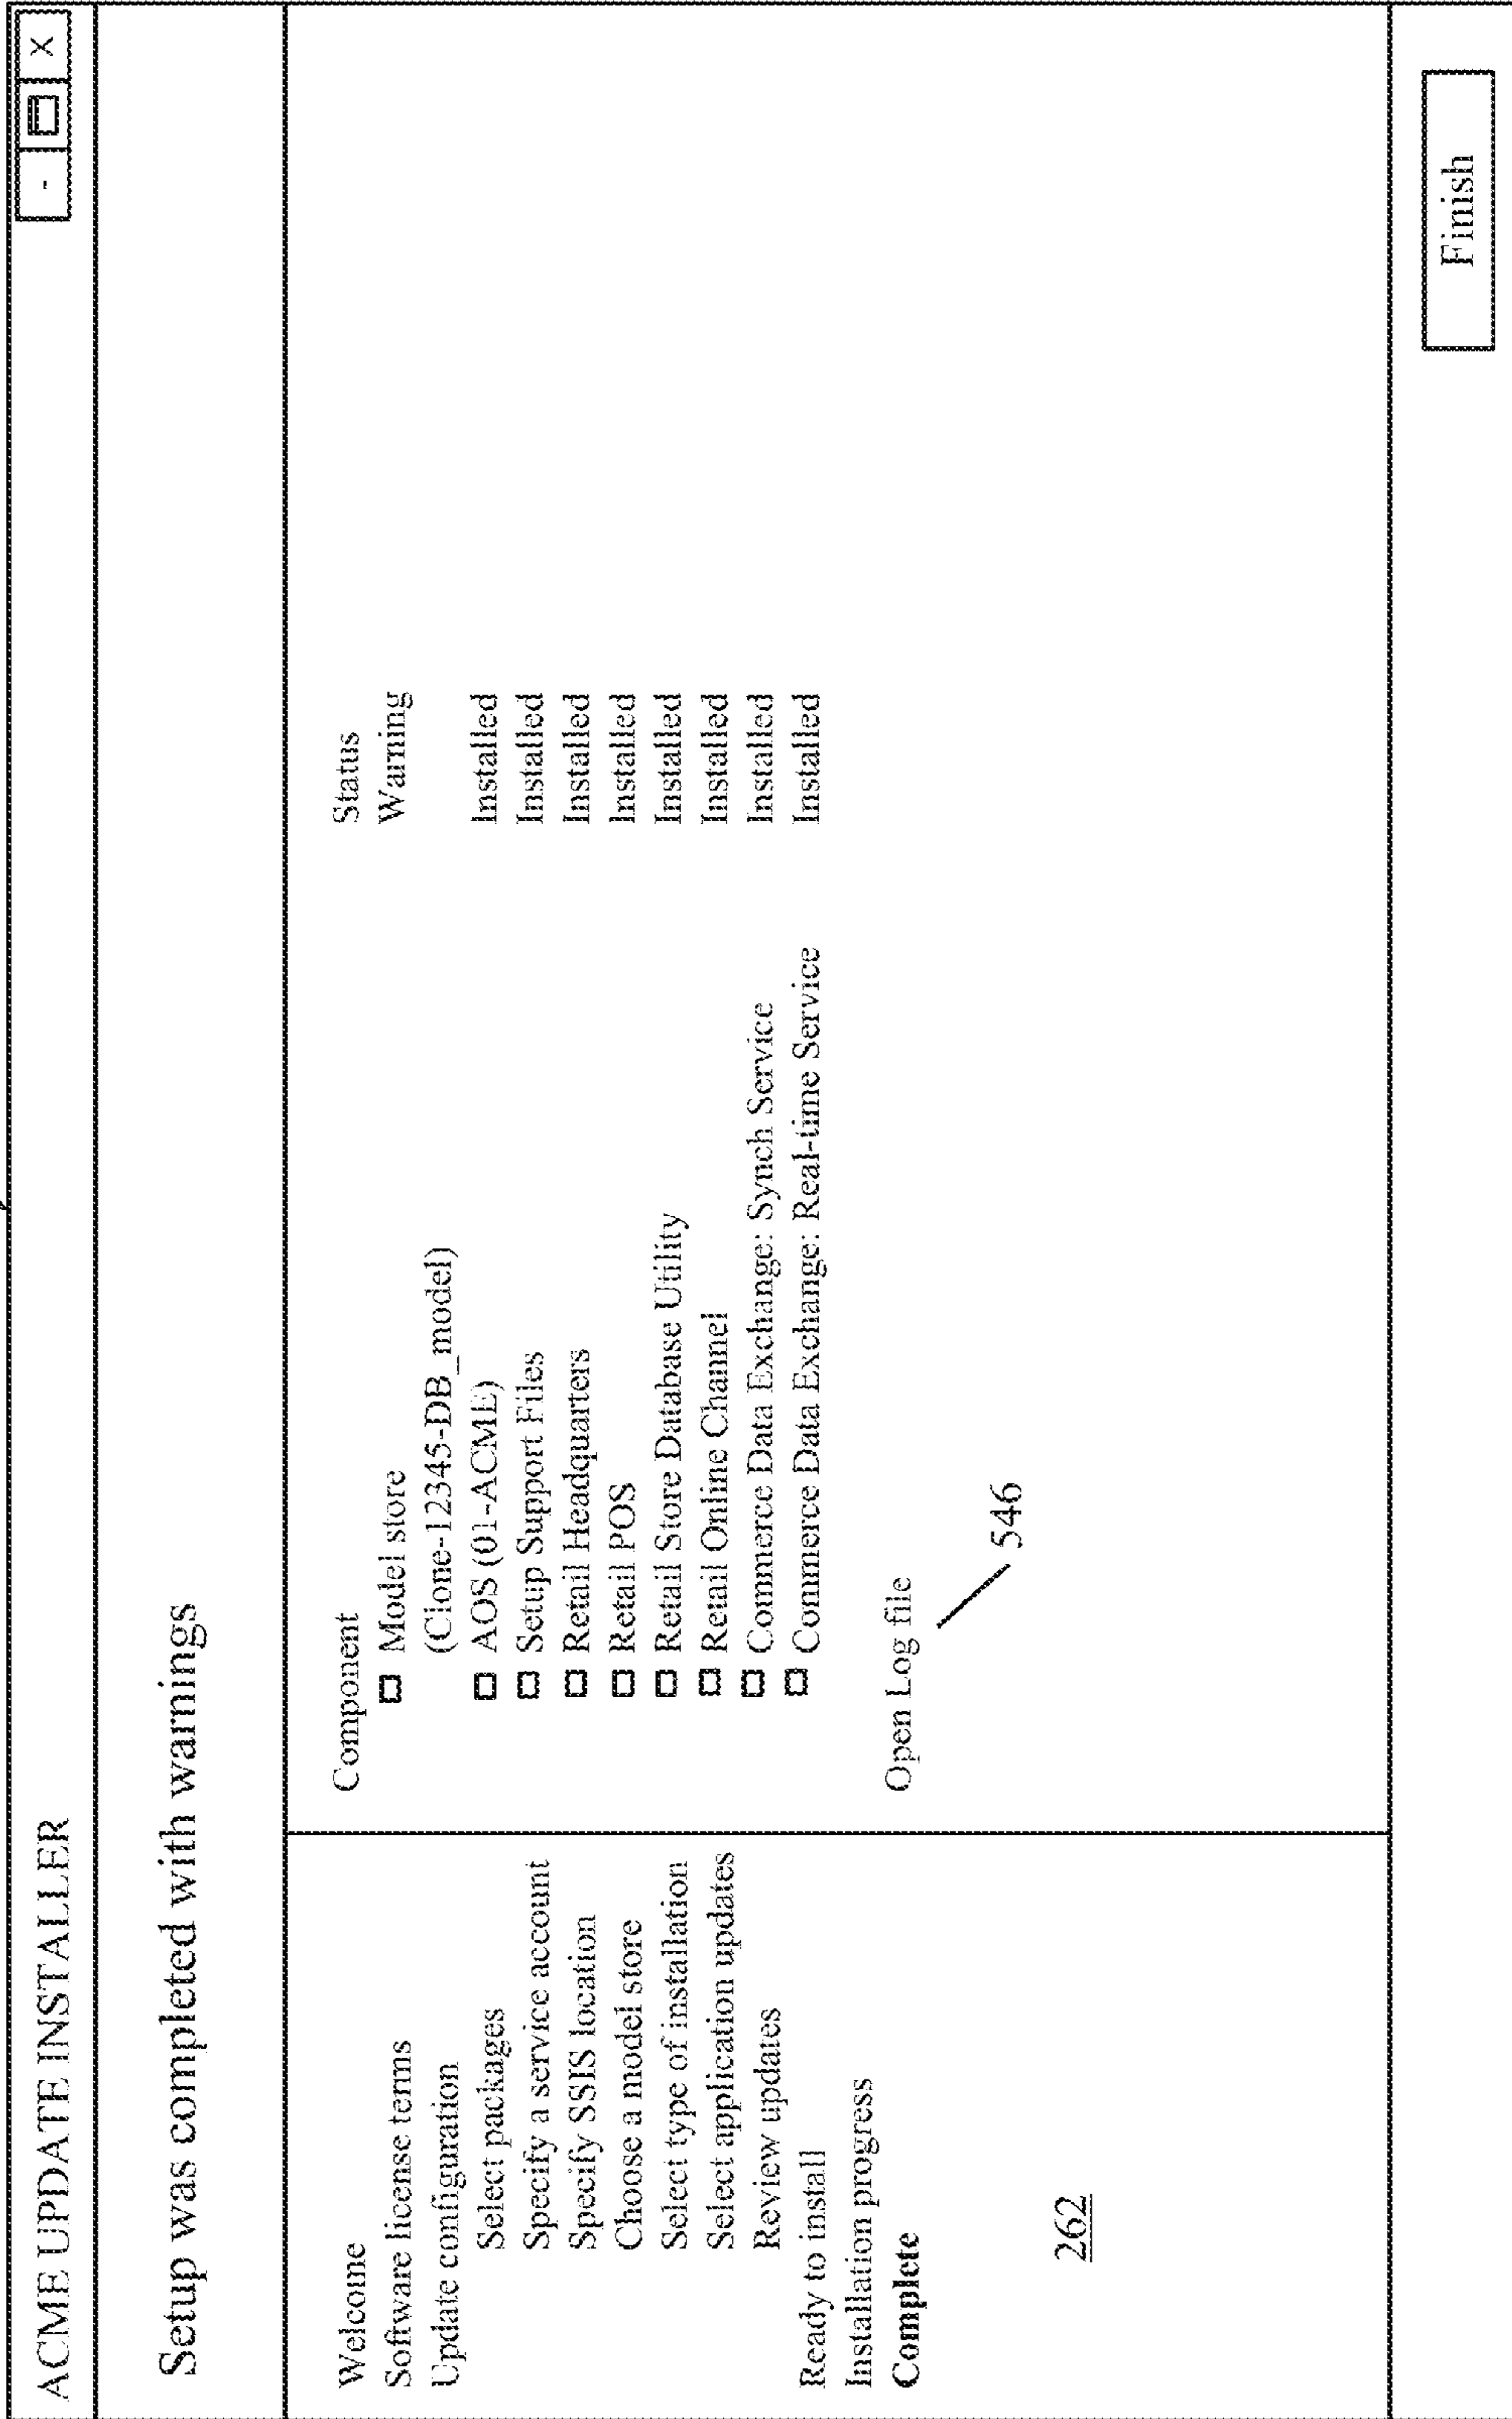 ACME UPDATE INSTALLER
- X
Setup was completed with warnings
Welcome
Software license terms
Update configuration
Select packages
Specify a service account
Specify SSIS location
Choose a model store
Select type of installation
Select application updates
Review updates
Ready to install
Installation progress
Complete
262
Component Status
Model store Warning
(Clone-12345-DB_model)
AOS (01-ACME) Installed
Setup Support Files Installed
Retail Headquarters Installed
Retail POS Installed
Retail Store Database Utility Installed
Retail Online Channel Installed
Commerce Data Exchange: Synch Service Installed
Commerce Data Exchange: Real-time Service Installed
Open Log file
546
Finish